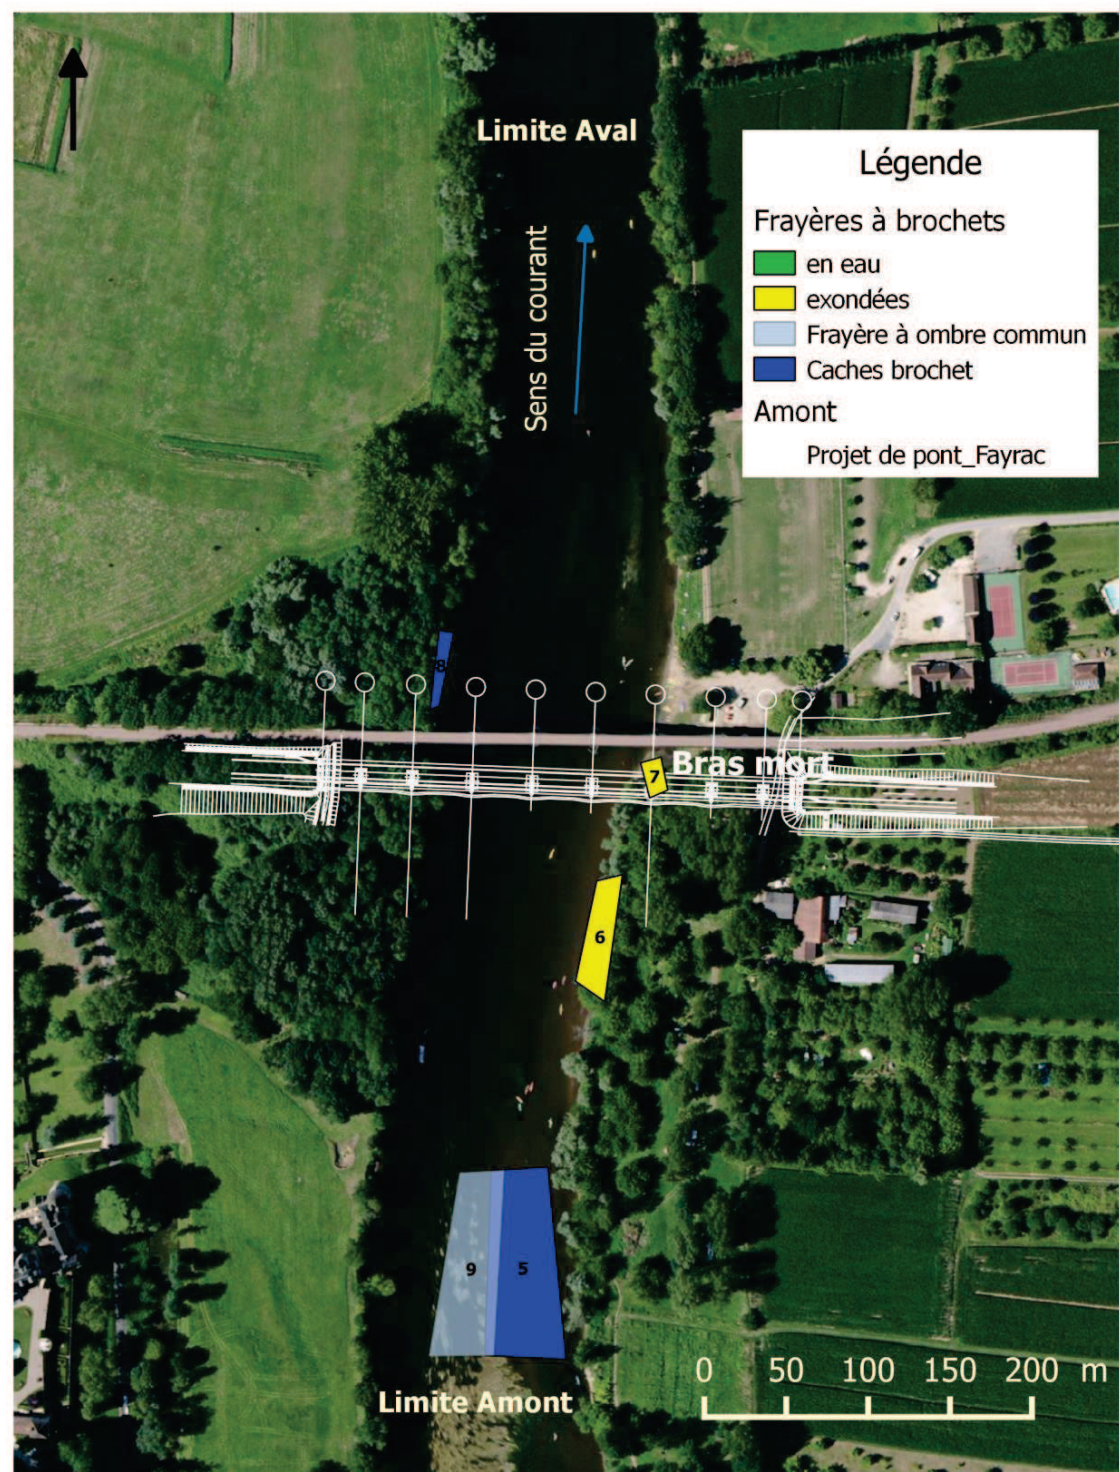 Limite Aval
Sens du courant
Légende
Frayères à brochets
en eau
exondées
Frayère à ombre commun
Caches brochet
Amont
Projet de pont_Fayrac
8
7
Bras mort
6
9
5
0 50 100 150 200 m
Limite Amont